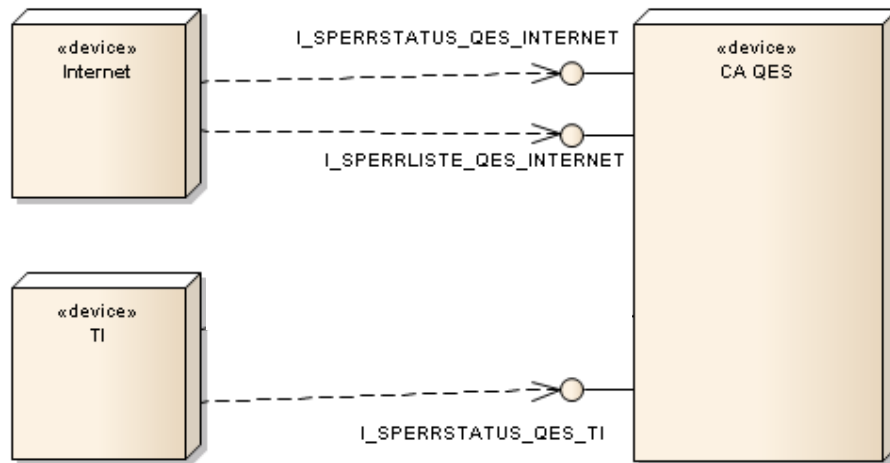 «device»
Internet
I_SPERRSTATUS_QES_INTERNET
I_SPERRLISTE_QES_INTERNET
«device»
CA QES
«device»
TI
I_SPERRSTATUS_QES_TI